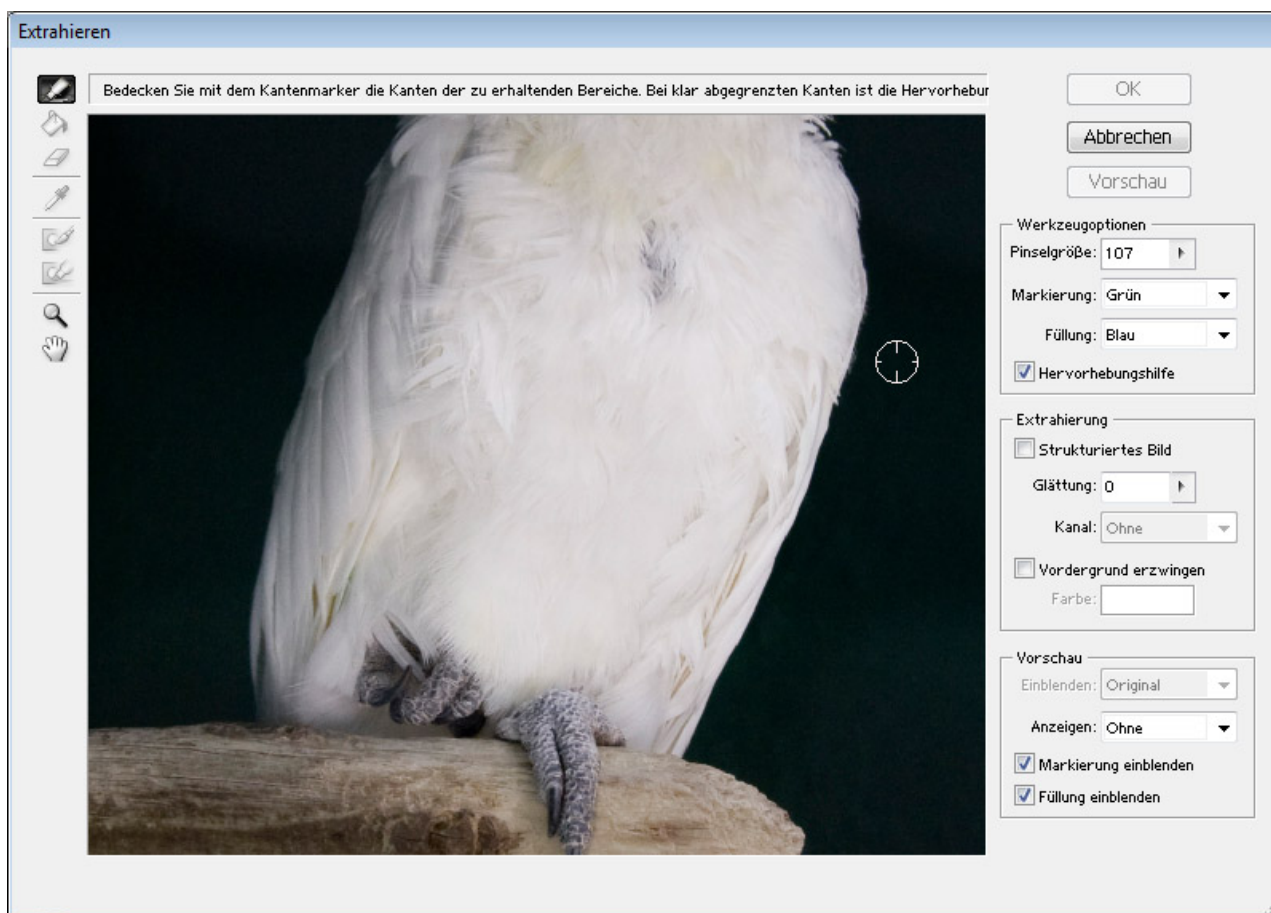 Extrahieren
Bedecken Sie mit dem Kantenmarker die Kanten der zu erhaltenden Bereiche. Bei klar abgegrenzten Kanten ist die Hervorhebun
OK
Abbrechen
Vorschau
Werkzeugoptionen
Pinselgröße: 107
Markierung: Grün
Füllung: Blau
Hervorhebungshilfe
Extrahierung
Strukturiertes Bild
Glättung: 0
Kanal: Ohne
Vordergrund erzwingen
Farbe:
Vorschau
Einblenden: Original
Anzeigen: Ohne
Markierung einblenden
Füllung einblenden